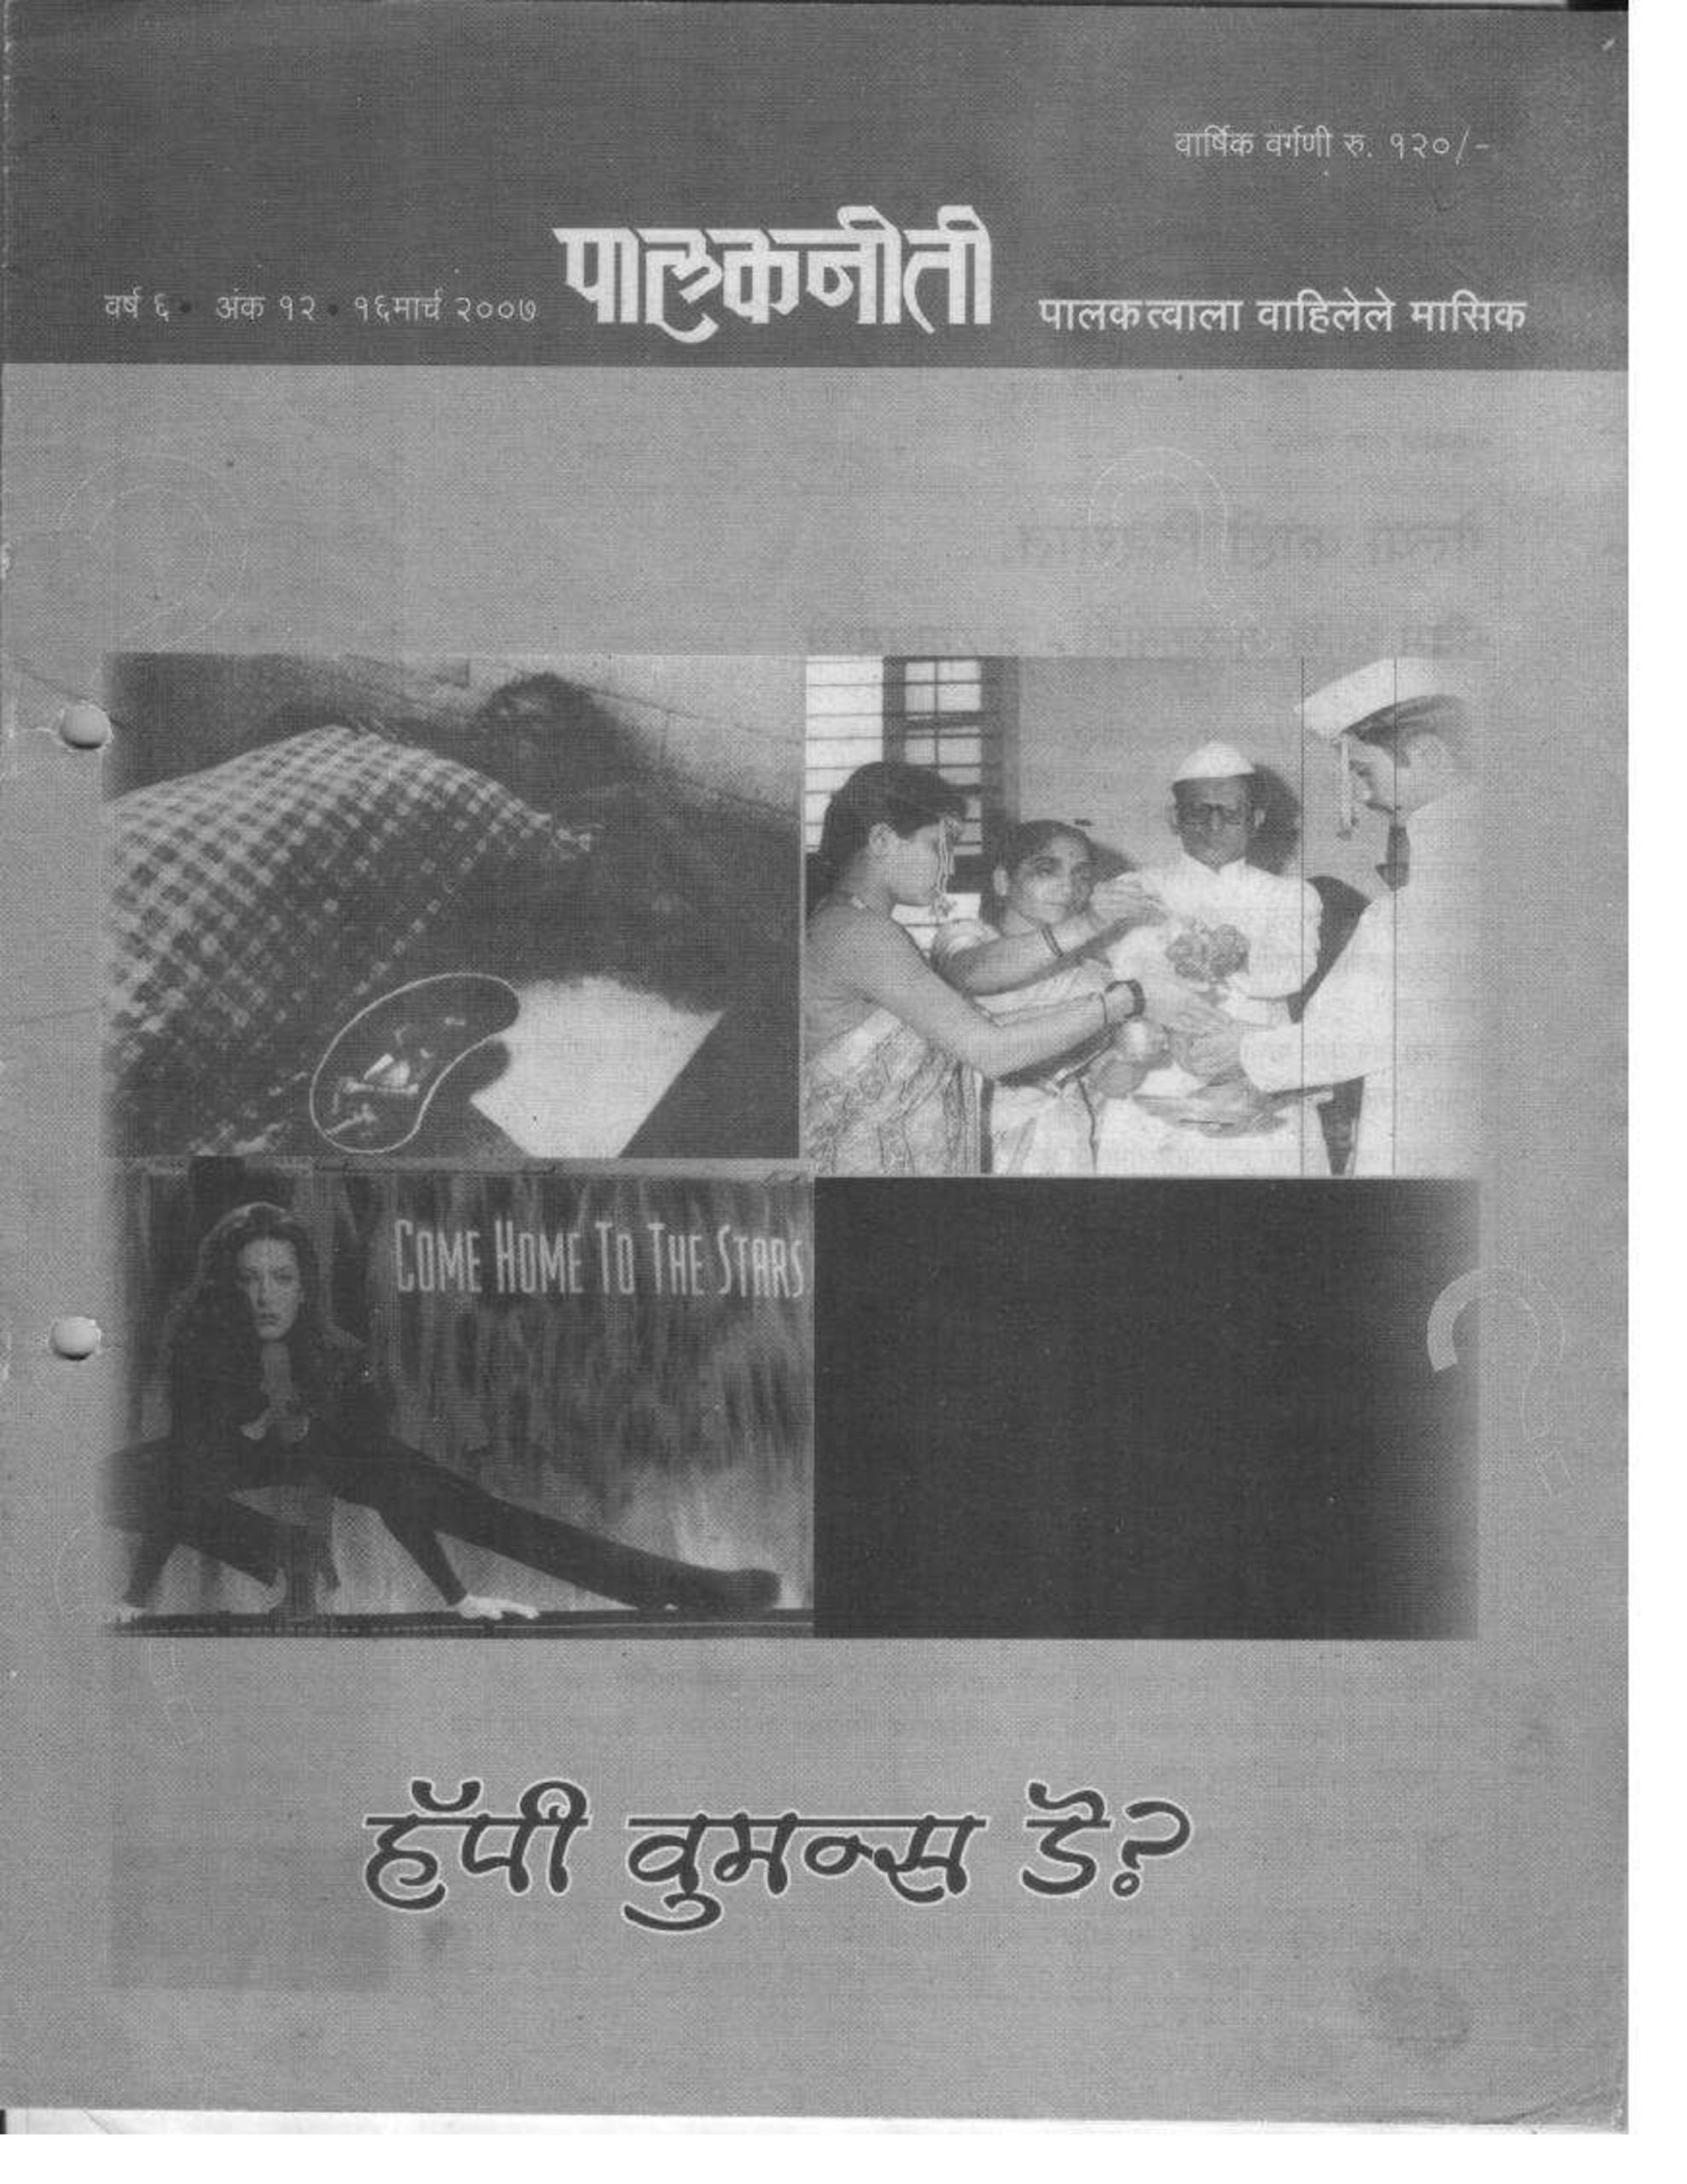 वार्षिक वर्गणी रु. १२०/-
पालकनीती
वर्ष ६ • अंक १२ • १६मार्च २००७
पालकत्वाला वाहिलेले मासिक
COME HOME TO THE STARS
हॅपी वुमन्स डे?